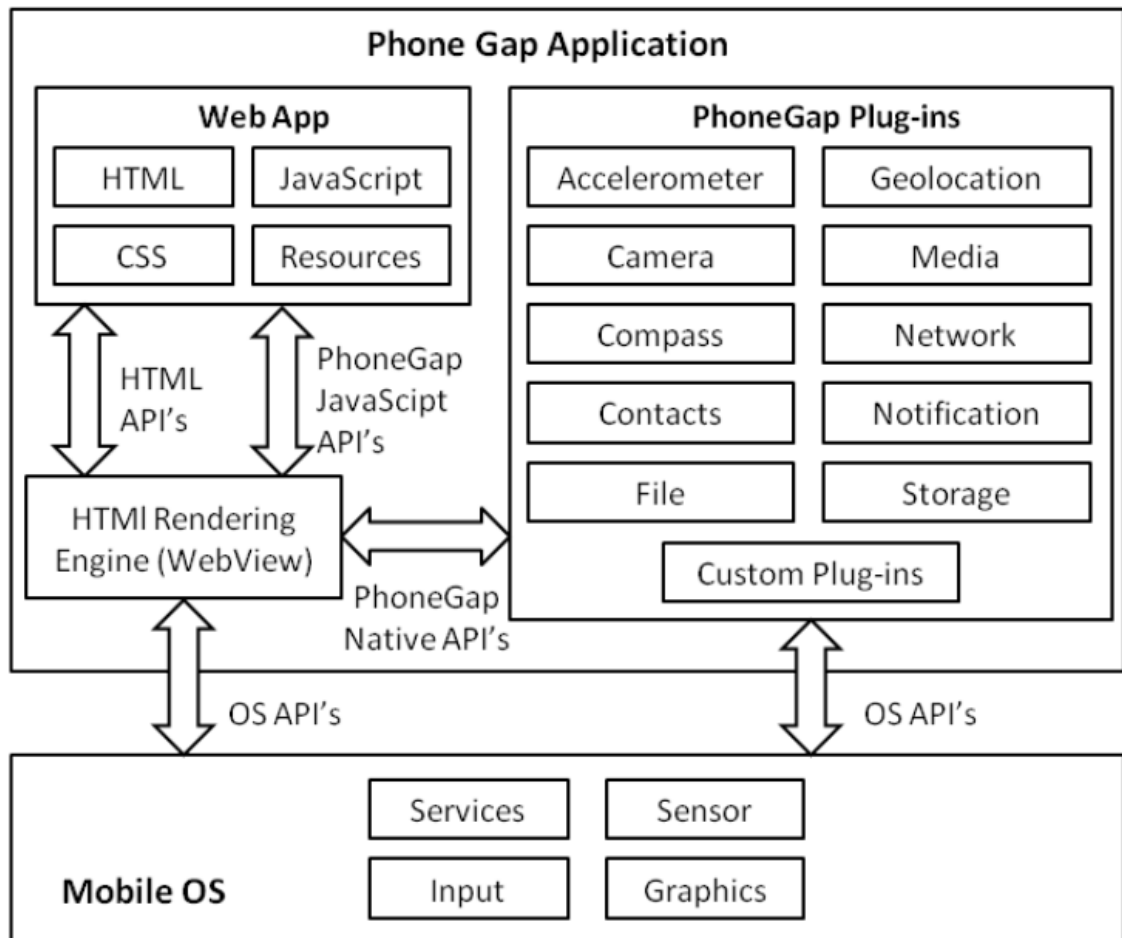 Phone Gap Application
Web App
HTML
JavaScript
CSS
Resources
PhoneGap Plug-ins
Accelerometer
Geolocation
Camera
Media
Compass
Network
Contacts
Notification
File
Storage
Custom Plug-ins
HTML
API's
PhoneGap
JavaScipt
API's
HTMl Rendering
Engine (WebView)
PhoneGap
Native API's
OS API's
OS API's
Services
Sensor
Input
Graphics
Mobile OS